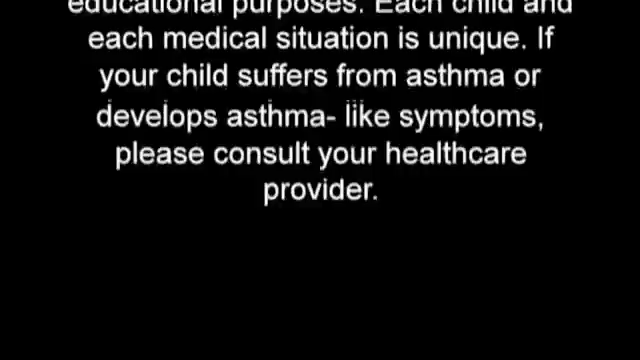 educational purposes. Each child and
each medical situation is unique. If
your child suffers from asthma or
develops asthma- like symptoms,
please consult your healthcare
provider.